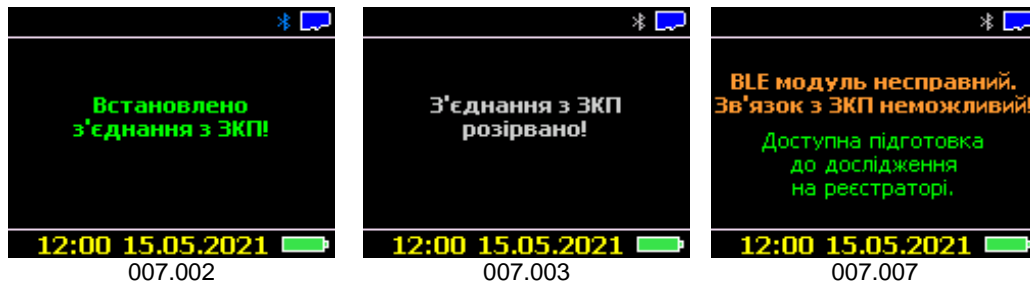 Встановлено
з'єднання з ЗКП!
12:00 15.05.2021
007.002
З'єднання з ЗКП
розірвано!
12:00 15.05.2021
007.003
BLE модуль несправний.
Зв'язок з ЗКП неможливий!
Доступна підготовка
до дослідження
на реєстраторі.
12:00 15.05.2021
007.007